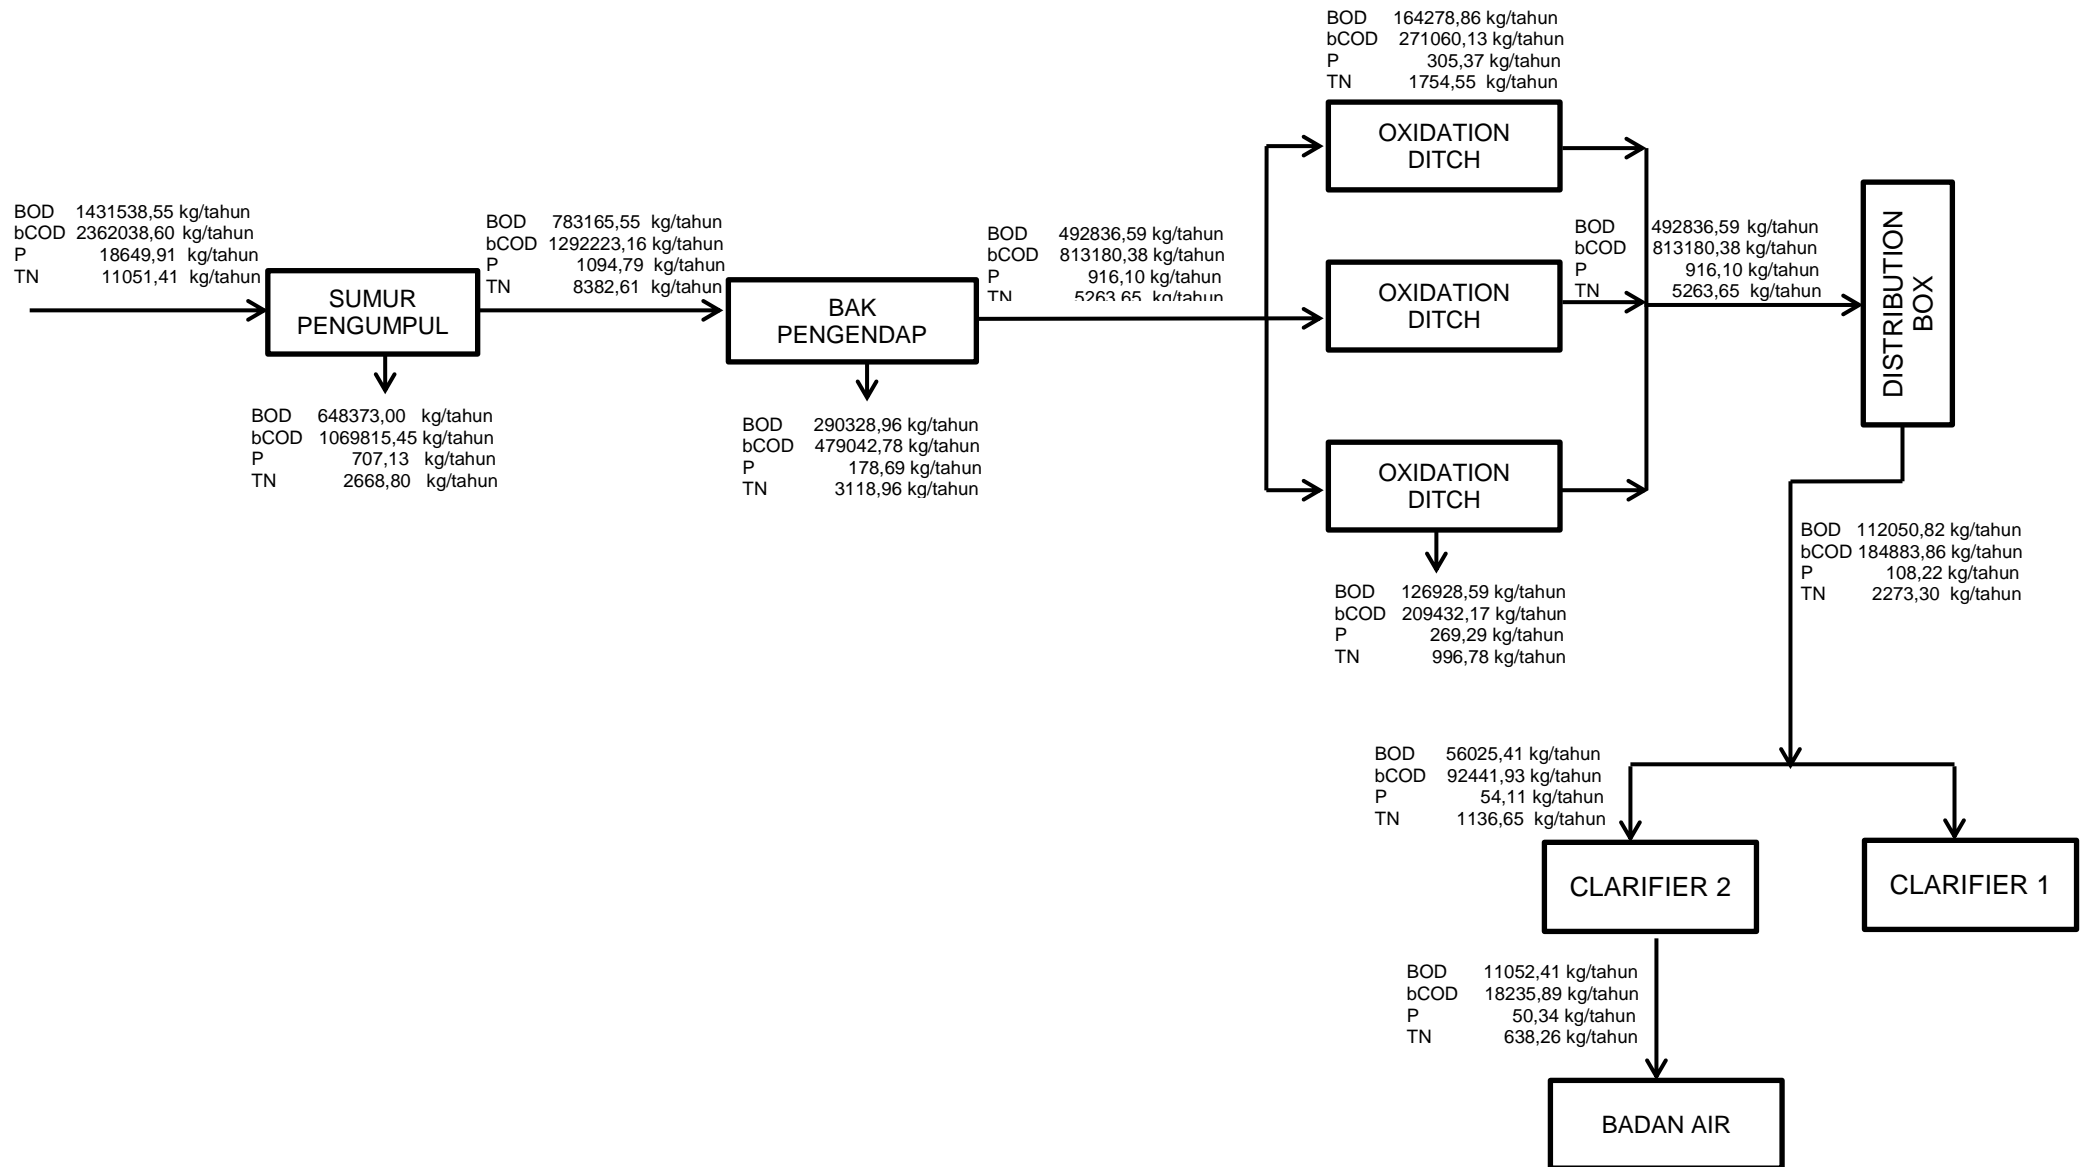 BOD 164278,86 kg/tahun
bCOD 271060,13 kg/tahun
P 305,37 kg/tahun
TN 1754,55 kg/tahun
OXIDATION
DITCH
BOD 1431538,55 kg/tahun
bCOD 2362038,60 kg/tahun
P 18649,91 kg/tahun
TN 11051,41 kg/tahun
SUMUR
PENGUMPUL
BOD 783165,55 kg/tahun
bCOD 1292223,16 kg/tahun
P 1094,79 kg/tahun
TN 8382,61 kg/tahun
BAK
PENGENDAP
BOD 492836,59 kg/tahun
bCOD 813180,38 kg/tahun
P 916,10 kg/tahun
TN 5263,65 kg/tahun
OXIDATION
DITCH
BOD 492836,59 kg/tahun
bCOD 813180,38 kg/tahun
P 916,10 kg/tahun
TN 5263,65 kg/tahun
DISTRIBUTION
BOX
BOD 648373,00 kg/tahun
bCOD 1069815,45 kg/tahun
P 707,13 kg/tahun
TN 2668,80 kg/tahun
BOD 290328,96 kg/tahun
bCOD 479042,78 kg/tahun
P 178,69 kg/tahun
TN 3118,96 kg/tahun
OXIDATION
DITCH
BOD 126928,59 kg/tahun
bCOD 209432,17 kg/tahun
P 269,29 kg/tahun
TN 996,78 kg/tahun
BOD 112050,82 kg/tahun
bCOD 184883,86 kg/tahun
P 108,22 kg/tahun
TN 2273,30 kg/tahun
BOD 56025,41 kg/tahun
bCOD 92441,93 kg/tahun
P 54,11 kg/tahun
TN 1136,65 kg/tahun
CLARIFIER 2
CLARIFIER 1
BOD 11052,41 kg/tahun
bCOD 18235,89 kg/tahun
P 50,34 kg/tahun
TN 638,26 kg/tahun
BADAN AIR